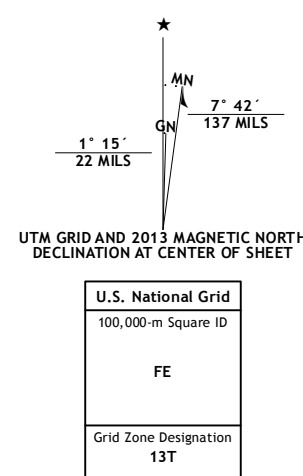 ★
MN
7° 42´
137 MILS
GN
1° 15´
22 MILS
UTM GRID AND 2013 MAGNETIC NORTH
DECLINATION AT CENTER OF SHEET
U.S. National Grid
100,000-m Square ID
FE
Grid Zone Designation
13T